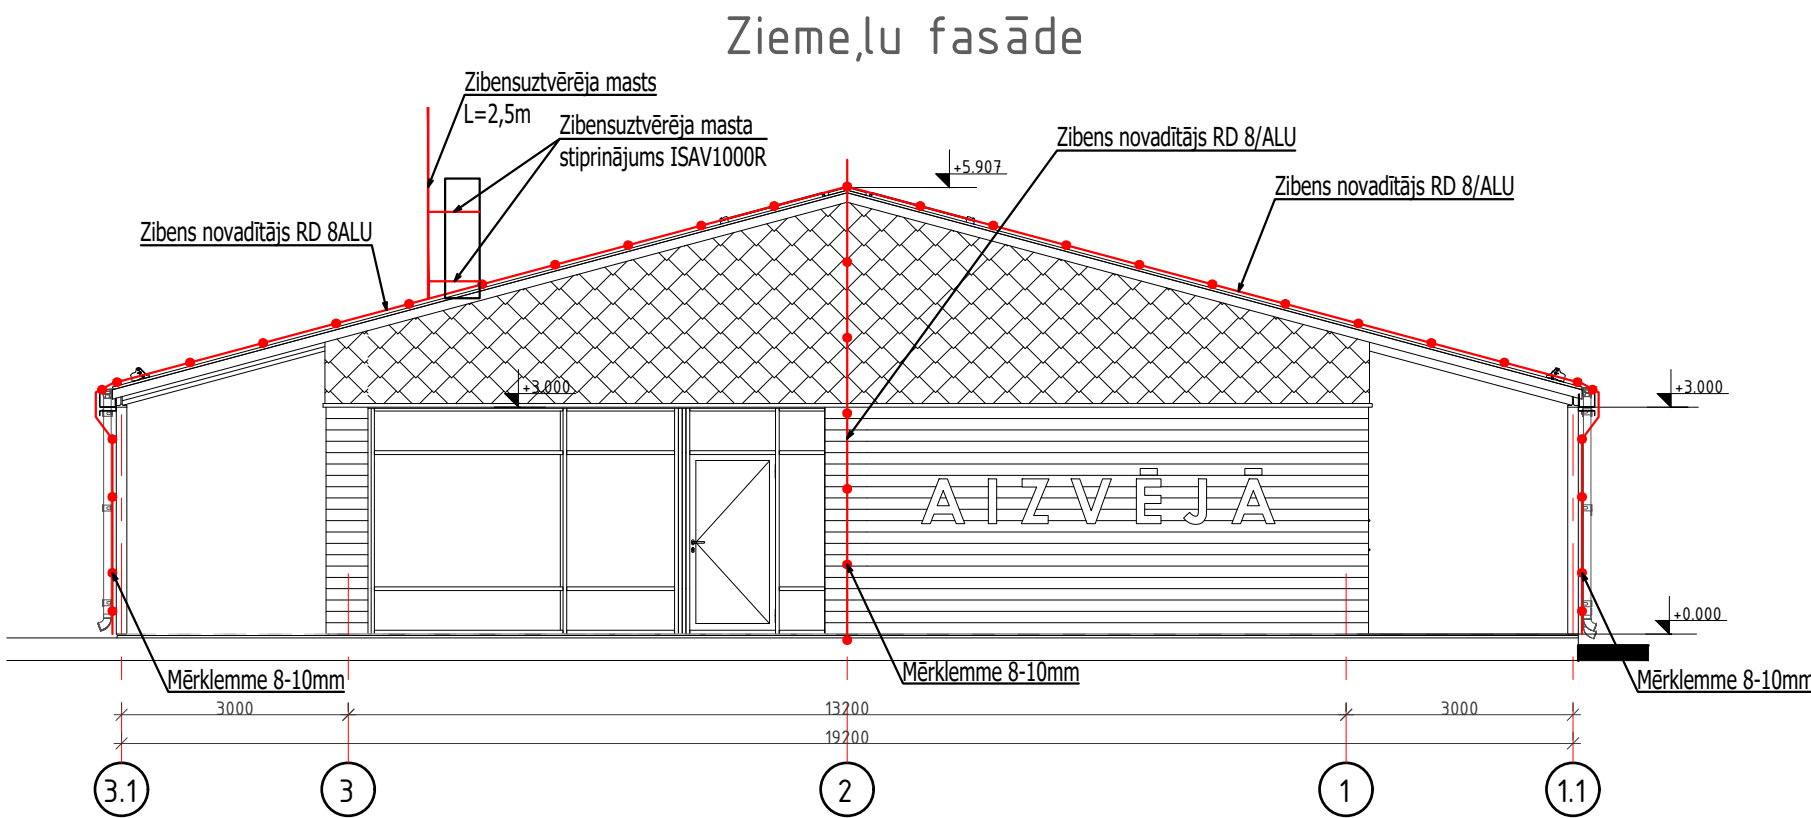 Ziemeļu fasāde
Zibensuztvērēja masts
L=2,5m
Zibensuztvērēja masta
stiprinājums ISAV1000R
Zibens novadītājs RD 8/ALU
+5.907
Zibens novadītājs RD 8/ALU
Zibens novadītājs RD 8ALU
+3.000
+3.000
AIZVĒJĀ
+0.000
Mērklemme 8-10mm
Mērklemme 8-10mm
Mērklemme 8-10mm
3000
13200
3000
19200
3.1
3
2
1
1.1